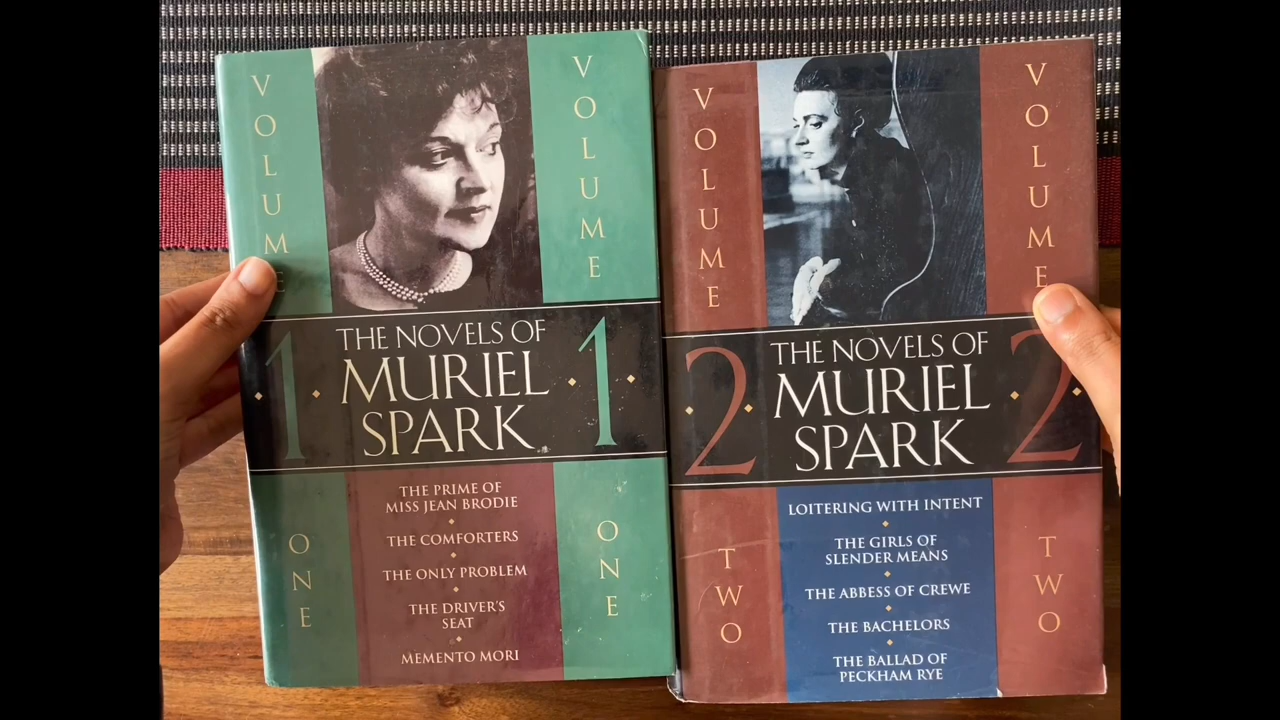 VOLUME
VOLUME
1
THE NOVELS OF
MURIEL
SPARK
1
ONE
THE PRIME OF
MISS JEAN BRODIE
THE COMFORTERS
THE ONLY PROBLEM
THE DRIVER'S
SEAT
MEMENTO MORI
ONE
VOLUME
VOLUME
2
THE NOVELS OF
MURIEL
SPARK
2
TWO
LOITERING WITH INTENT
THE GIRLS OF
SLENDER MEANS
THE ABBESS OF CREWE
THE BACHELORS
THE BALLAD OF
PECKHAM RYE
TWO